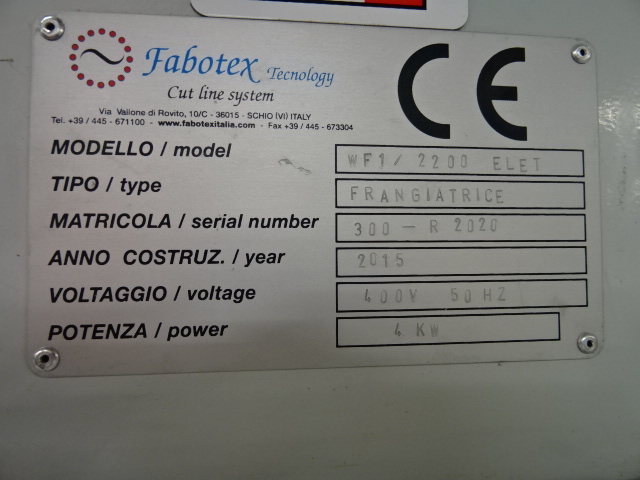 Fabotex Tecnology
Cut line system
CE
Via Vallone di Rovito, 10/C - 36015 - SCHIO (VI) ITALY
Tel. +39 / 445 - 671100 - www.fabotexitalia.com - Fax +39 / 445 - 673304
MODELLO / model WF1/ 2200 ELET
TIPO / type FRANGIATRICE
MATRICOLA / serial number 300 - R 2020
ANNO COSTRUZ. / year 2015
VOLTAGGIO / voltage 400V 50HZ
POTENZA / power 4 KW